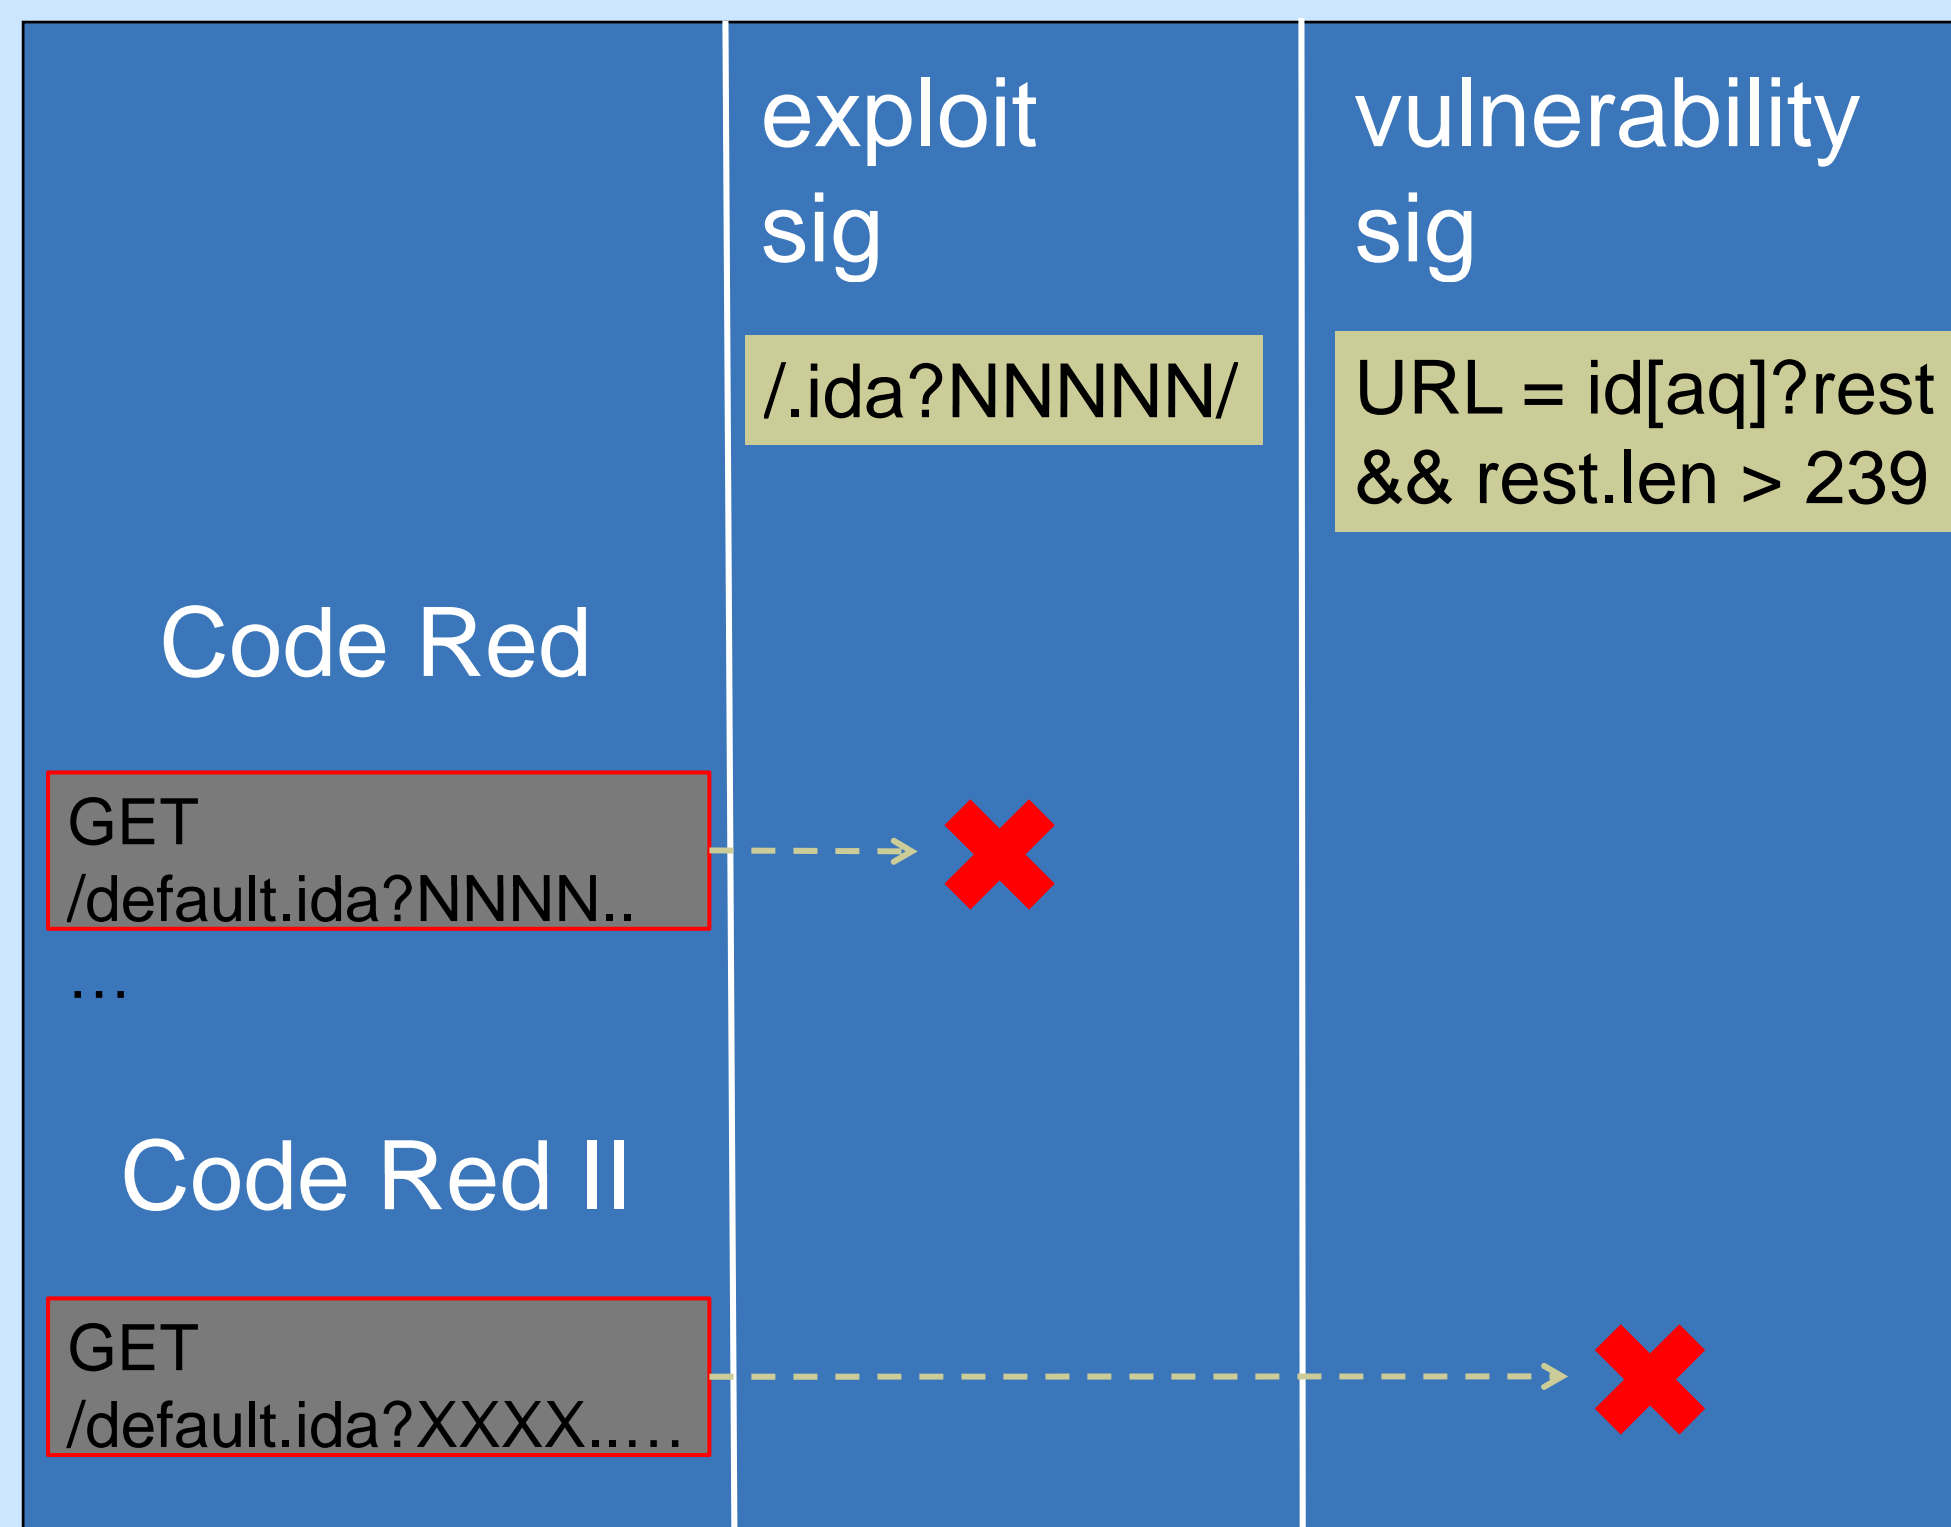 exploit
sig
vulnerability
sig
/.ida?NNNNN/
URL = id[aq]?rest
&& rest.len > 239
Code Red
GET
/default.ida?NNNN..
…
Code Red II
GET
/default.ida?XXXX..…